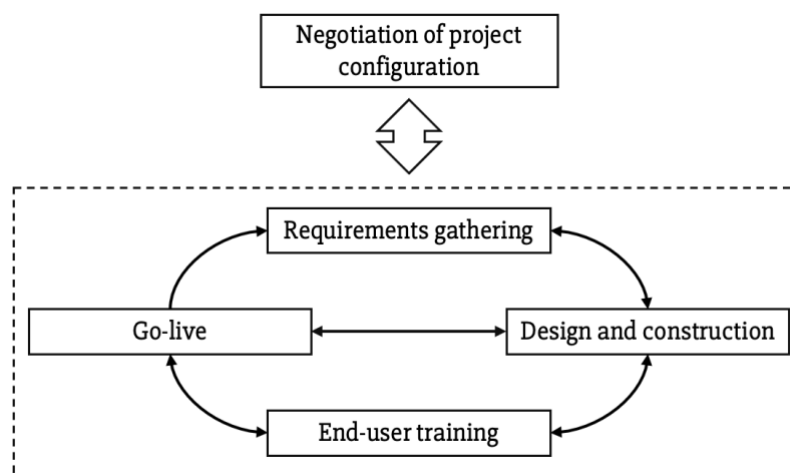 Negotiation of project
configuration
Requirements gathering
Go-live
Design and construction
End-user training